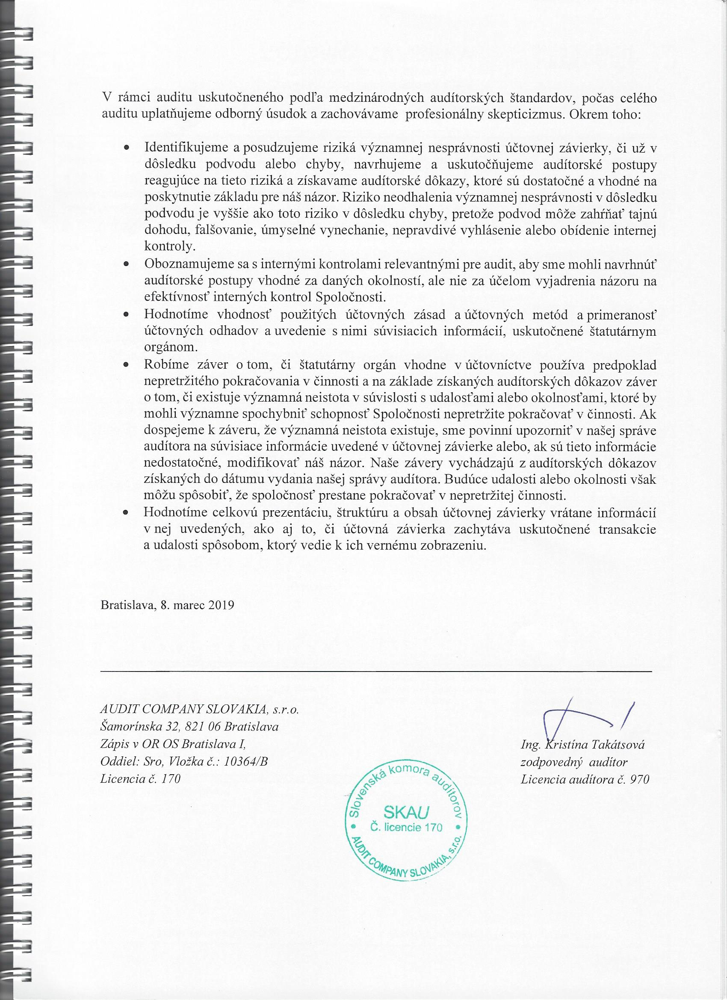 V rámci auditu uskutočneného podľa medzinárodných audítorských štandardov, počas celého
auditu uplatňujeme odborný úsudok a zachovávame profesionálny skepticizmus. Okrem toho:
• Identifikujeme a posudzujeme riziká významnej nesprávnosti účtovnej závierky, či už v
dôsledku podvodu alebo chyby, navrhujeme a uskutočňujeme audítorské postupy
reagujúce na tieto riziká a získavame audítorské dôkazy, ktoré sú dostatočné a vhodné na
poskytnutie základu pre náš názor. Riziko neodhalenia významnej nesprávnosti v dôsledku
podvodu je vyššie ako toto riziko v dôsledku chyby, pretože podvod môže zahŕňať tajnú
dohodu, falšovanie, úmyselné vynechanie, nepravdivé vyhlásenie alebo obídenie internej
kontroly.
• Oboznamujeme sa s internými kontrolami relevantnými pre audit, aby sme mohli navrhnúť
audítorské postupy vhodné za daných okolností, ale nie za účelom vyjadrenia názoru na
efektívnosť interných kontrol Spoločnosti.
• Hodnotíme vhodnosť použitých účtovných zásad a účtovných metód a primeranosť
účtovných odhadov a uvedenie s nimi súvisiacich informácií, uskutočnené štatutárnym
orgánom.
• Robíme záver o tom, či štatutárny orgán vhodne v účtovníctve používa predpoklad
nepretržitého pokračovania v činnosti a na základe získaných audítorských dôkazov záver
o tom, či existuje významná neistota v súvislosti s udalosťami alebo okolnosťami, ktoré by
mohli významne spochybniť schopnosť Spoločnosti nepretržite pokračovať v činnosti. Ak
dospejeme k záveru, že významná neistota existuje, sme povinní upozorniť v našej správe
audítora na súvisiace informácie uvedené v účtovnej závierke alebo, ak sú tieto informácie
nedostatočné, modifikovať náš názor. Naše závery vychádzajú z audítorských dôkazov
získaných do dátumu vydania našej správy audítora. Budúce udalosti alebo okolnosti však
môžu spôsobiť, že spoločnosť prestane pokračovať v nepretržitej činnosti.
• Hodnotíme celkovú prezentáciu, štruktúru a obsah účtovnej závierky vrátane informácií
v nej uvedených, ako aj to, či účtovná závierka zachytáva uskutočnené transakcie
a udalosti spôsobom, ktorý vedie k ich vernému zobrazeniu.
Bratislava, 8. marec 2019
AUDIT COMPANY SLOVAKIA, s.r.o.
Šamorínska 32, 821 06 Bratislava
Zápis v OR OS Bratislava I,
Oddiel: Sro, Vložka č.: 10364/B
Licencia č. 170
Ing. Kristína Takátsová
zodpovedný audítor
Licencia audítora č. 970
Slovenská komora audítorov
SKAU
Č. licencie 170
AUDIT COMPANY SLOVAKIA, s.r.o.